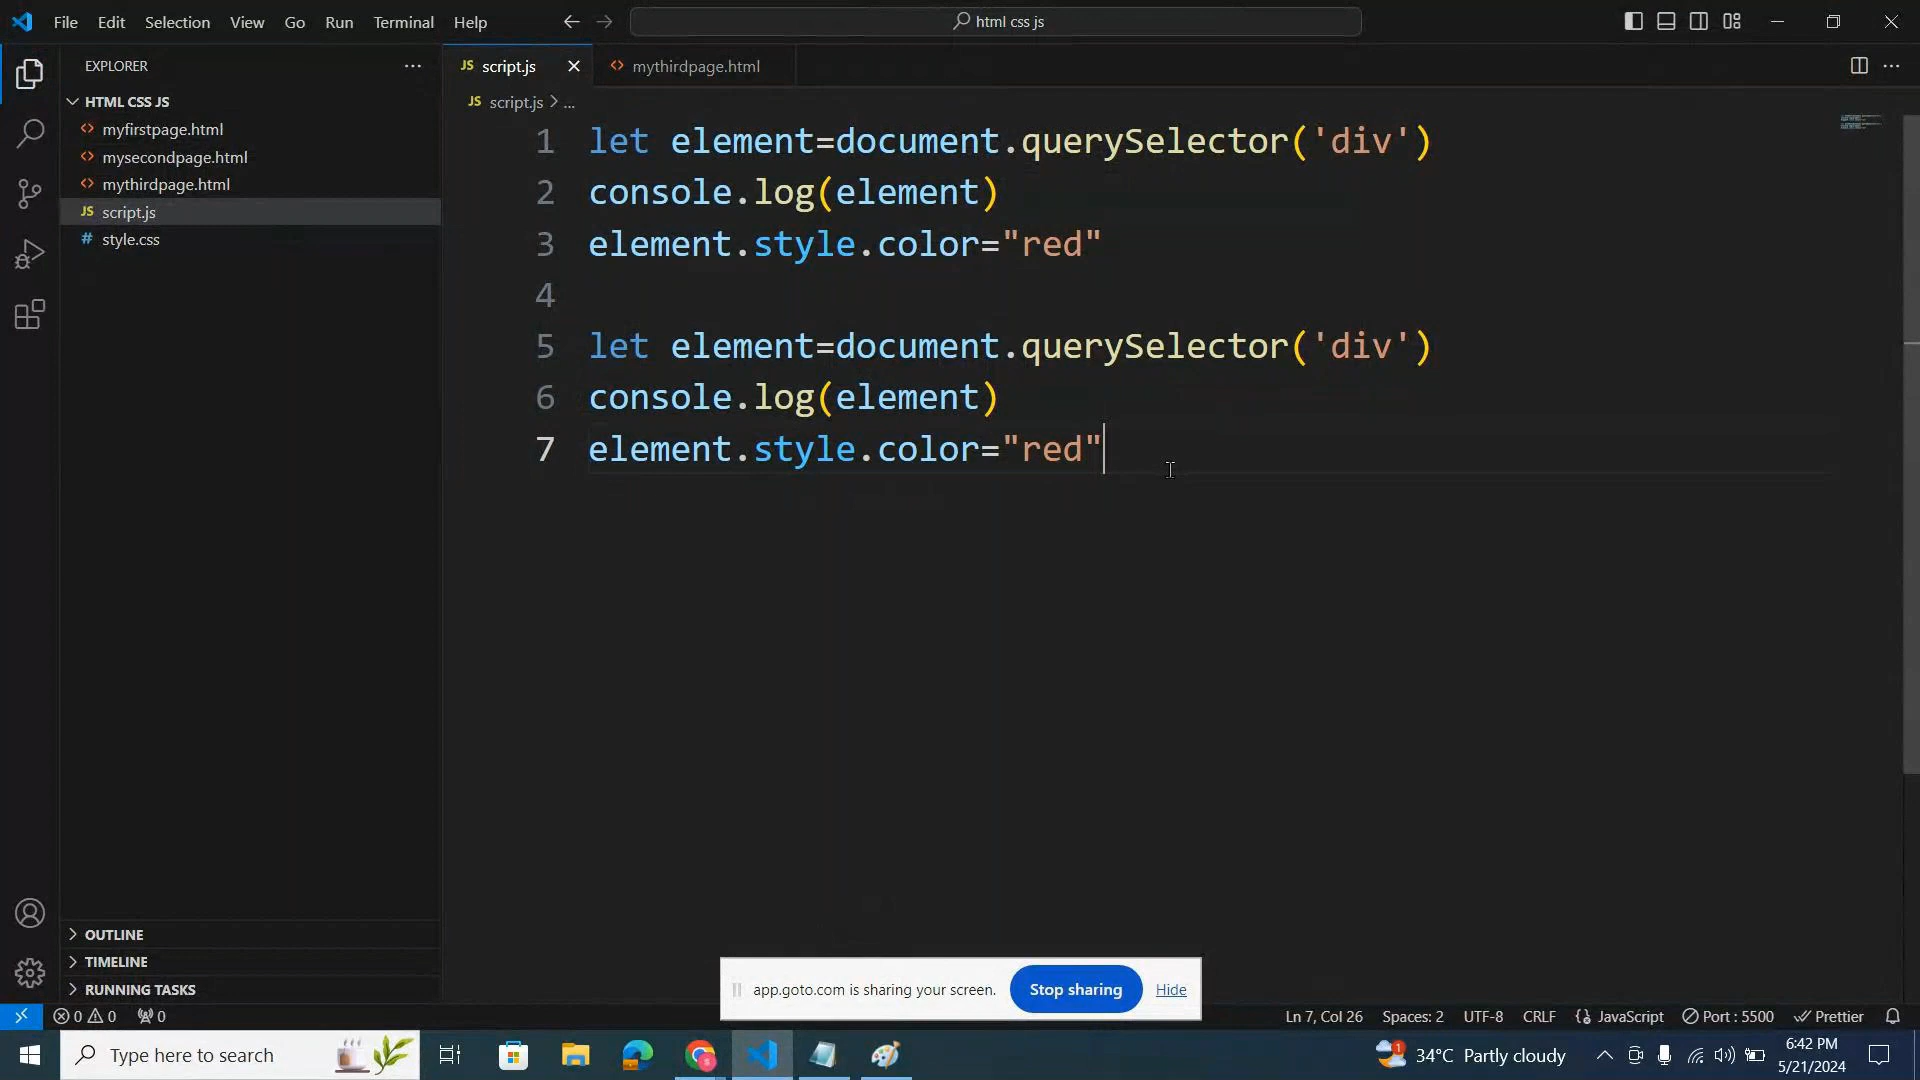 File Edit Selection View Go Run Terminal Help
html css js
EXPLORER
script.js
mythirdpage.html
HTML CSS JS
myfirstpage.html
mysecondpage.html
mythirdpage.html
JS script.js
# style.css
JS script.js > ...
1 let element=document.querySelector('div')
2 console.log(element)
3 element.style.color="red"
4
5 let element=document.querySelector('div')
6 console.log(element)
7 element.style.color="red"
OUTLINE
TIMELINE
RUNNING TASKS
app.goto.com is sharing your screen. Stop sharing Hide
0 0 0 Ln 7, Col 26 Spaces: 2 UTF-8 CRLF JavaScript Port : 5500 Prettier
Type here to search
1 34°C Partly cloudy
6:42 PM
5/21/2024